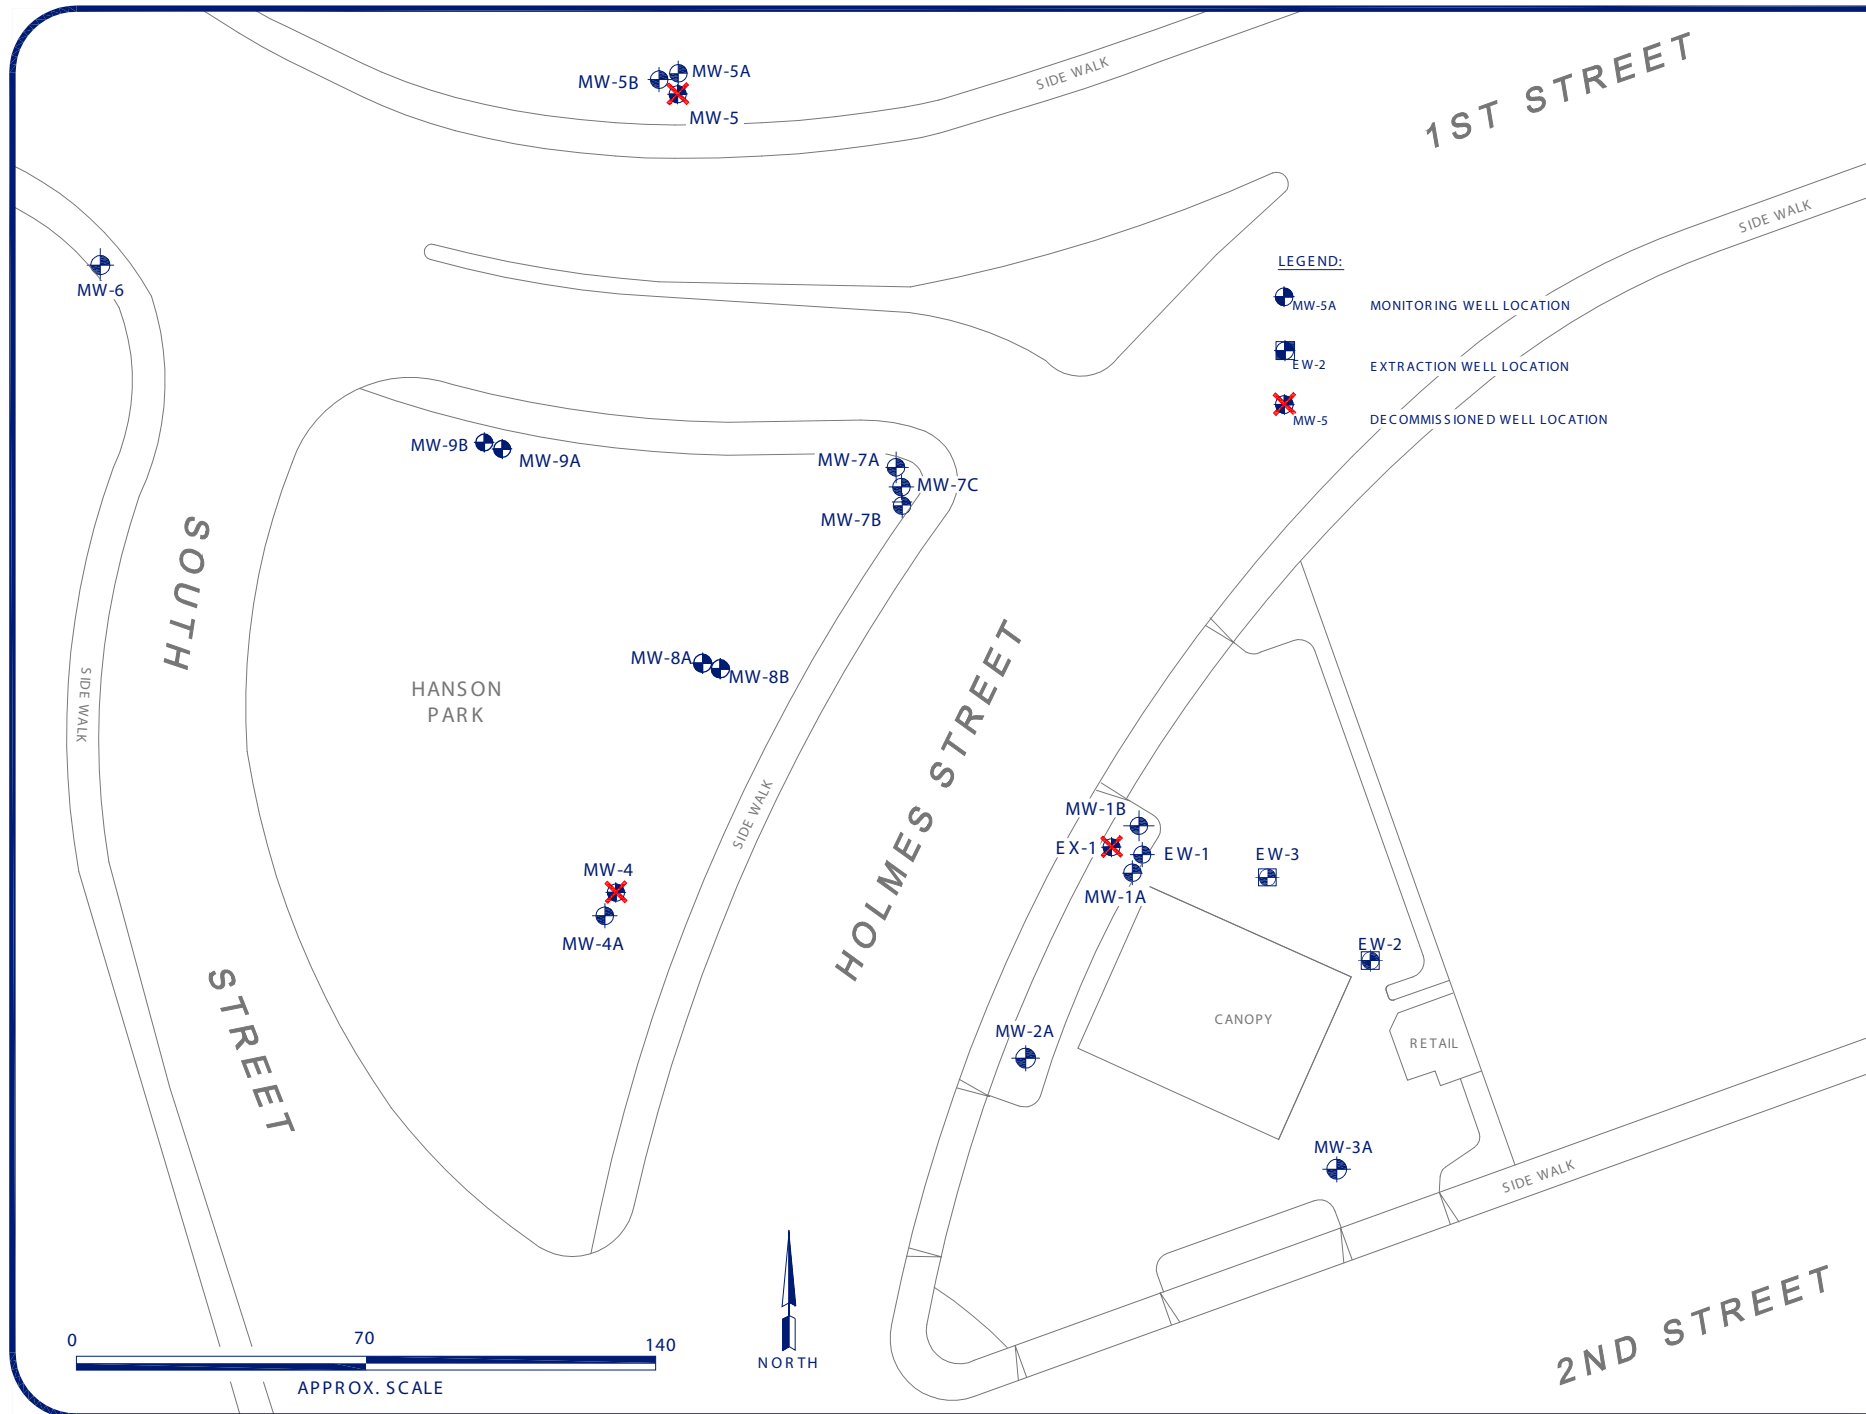 MW-5B
MW-5A
MW-5
SIDE WALK
1ST STREET
SIDE WALK
MW-6
LEGEND:
MW-5A MONITORING WELL LOCATION
EW-2 EXTRACTION WELL LOCATION
MW-5 DECOMMISSIONED WELL LOCATION
MW-9B
MW-9A
MW-7A
MW-7C
MW-7B
SOUTH
STREET
SIDE WALK
MW-8A
MW-8B
HANSON
PARK
HOLMES STREET
SIDE WALK
MW-1B
EX-1
EW-1
EW-3
MW-1A
MW-4
MW-4A
EW-2
CANOPY
RETAIL
MW-2A
MW-3A
SIDE WALK
2ND STREET
0 70 140
APPROX. SCALE
NORTH